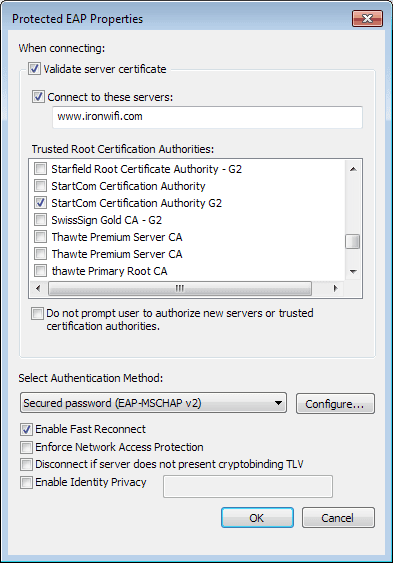 Protected EAP Properties
When connecting:
Validate server certificate
Connect to these servers:
www.ironwifi.com
Trusted Root Certification Authorities:
Starfield Root Certificate Authority - G2
StartCom Certification Authority
StartCom Certification Authority G2
SwissSign Gold CA - G2
Thawte Premium Server CA
Thawte Premium Server CA
thawte Primary Root CA
Do not prompt user to authorize new servers or trusted
certification authorities.
Select Authentication Method:
Secured password (EAP-MSCHAP v2)
Configure...
Enable Fast Reconnect
Enforce Network Access Protection
Disconnect if server does not present cryptobinding TLV
Enable Identity Privacy
OK
Cancel